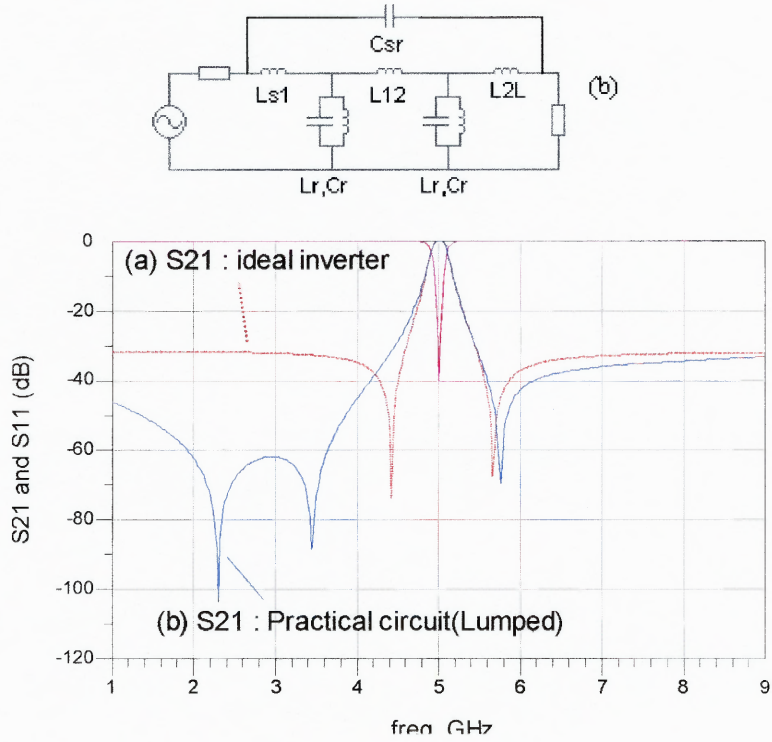 Csr
Ls1 L12 L2L (b)
Lr,Cr Lr,Cr
(a) S21 : ideal inverter
S21 and S11 (dB)
0
-20
-40
-60
-80
-100
-120
(b) S21 : Practical circuit(Lumped)
1 2 3 4 5 6 7 8 9
freq, GHz